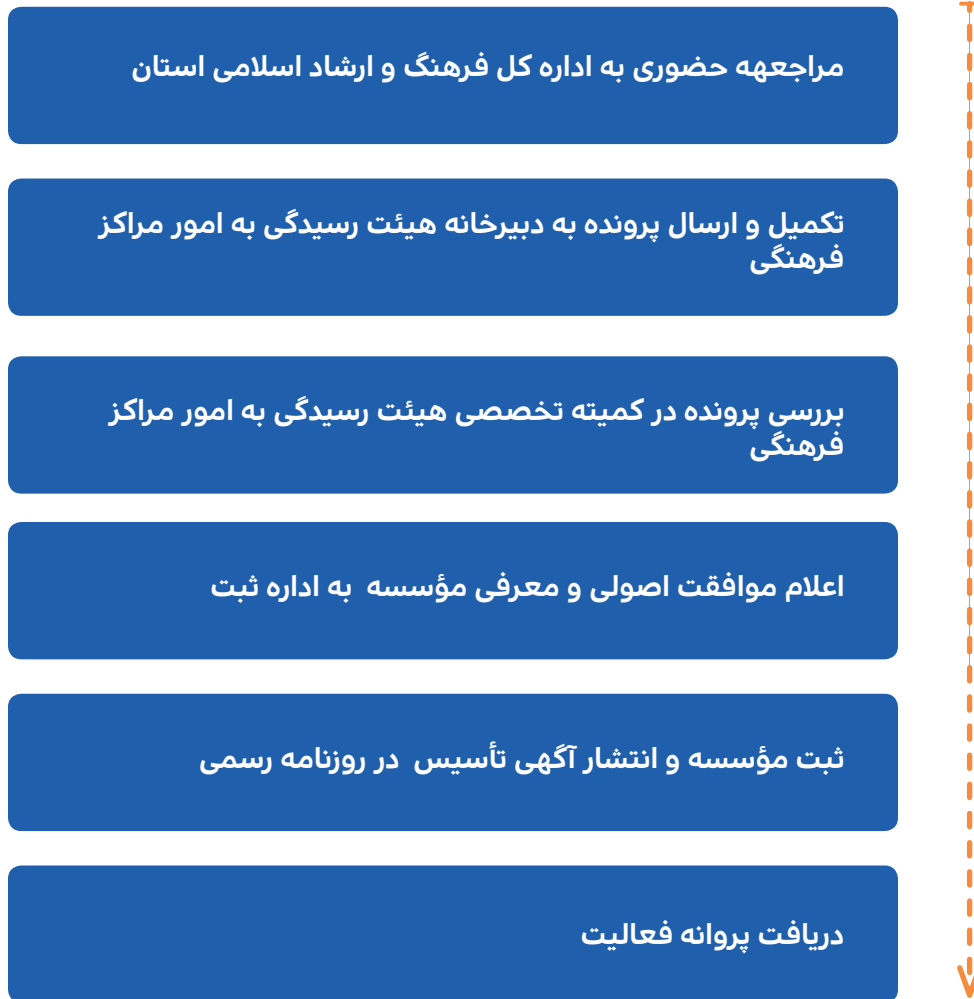 مراجعهه حضوری به اداره کل فرهنگ و ارشاد اسلامی استان
تکمیل و ارسال پرونده به دبیرخانه هیئت رسیدگی به امور مراکز
فرهنگی
بررسی پرونده در کمیته تخصصی هیئت رسیدگی به امور مراکز
فرهنگی
اعلام موافقت اصولی و معرفی مؤسسه به اداره ثبت
ثبت مؤسسه و انتشار آگهی تأسیس در روزنامه رسمی
دریافت پروانه فعالیت